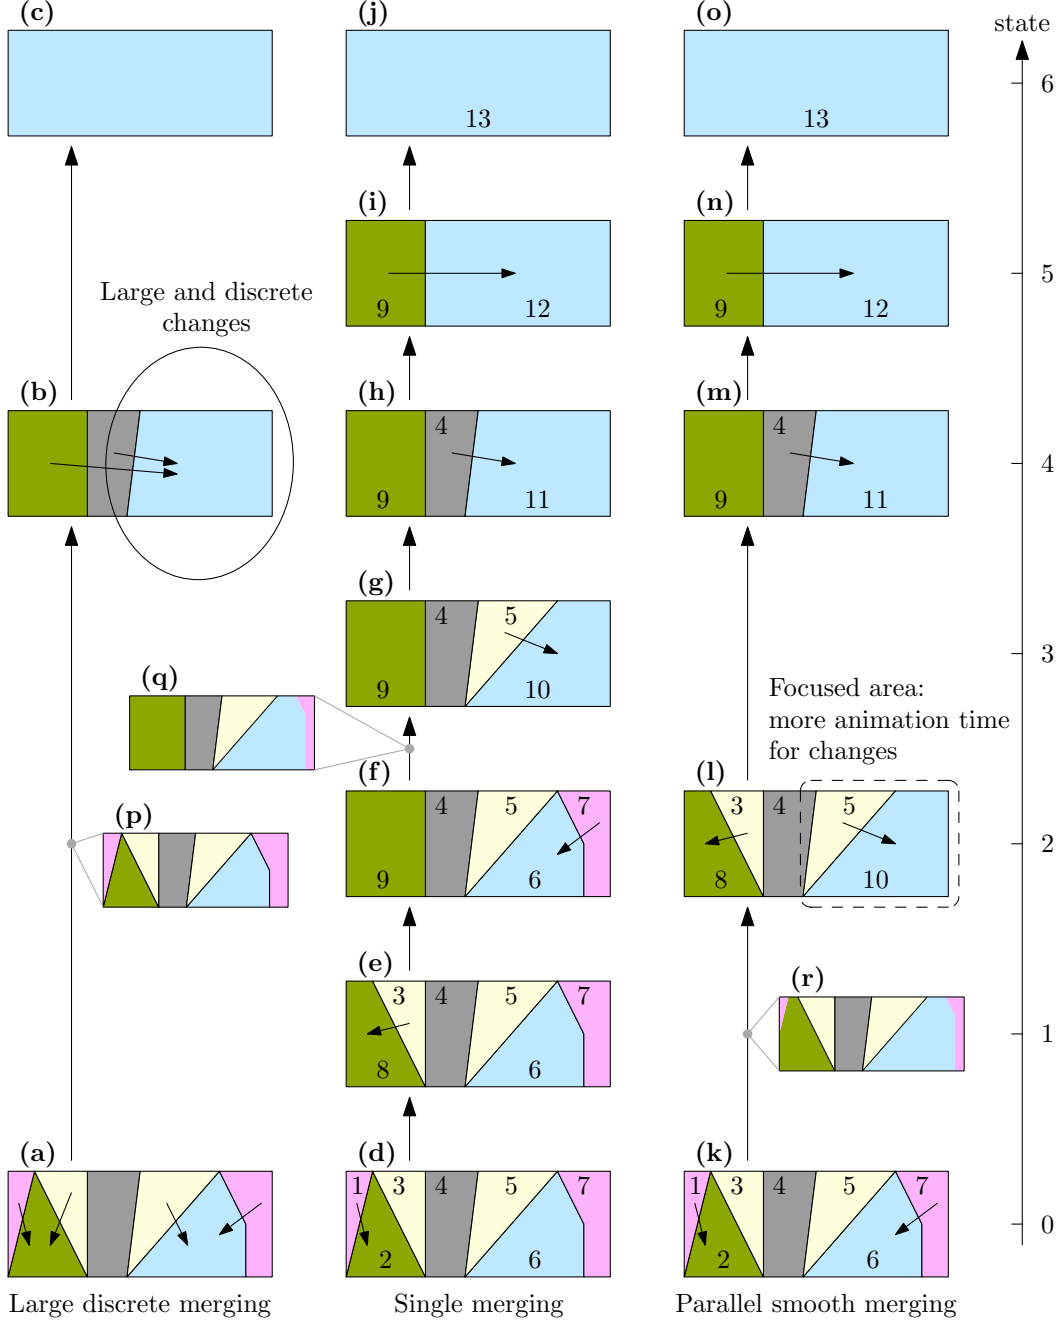 (c)
(j)
(o)
state
6
13
13
(i)
(n)
5
9
12
9
12
Large and discrete
changes
(b)
(h)
(m)
4
4
4
9
11
9
11
(g)
4
5
3
9
10
(q)
Focused area:
more animation time
for changes
(f)
(l)
4
5
7
3
4
5
(p)
2
9
6
8
10
(e)
(r)
3
4
5
7
1
8
6
(a)
(d)
(k)
1
3
4
5
7
1
3
4
5
7
0
2
6
2
6
Large discrete merging
Single merging
Parallel smooth merging